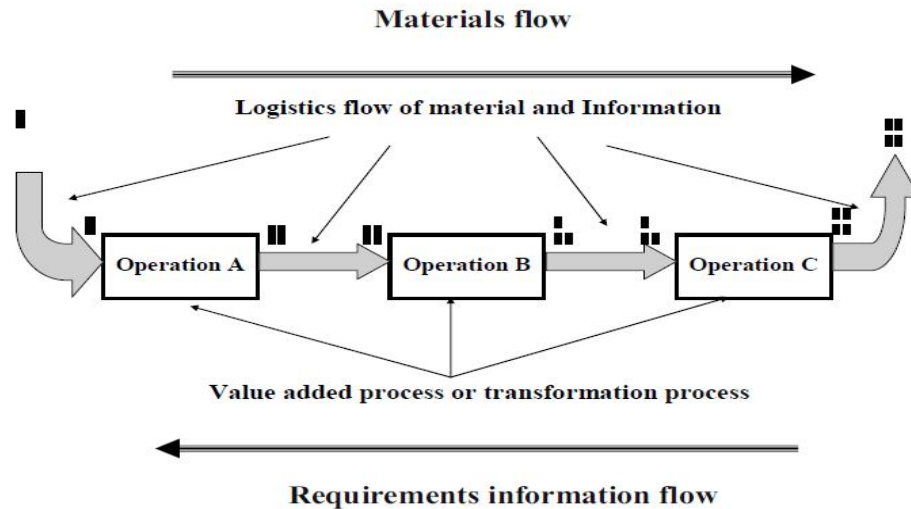 Materials flow
Logistics flow of material and Information
Operation A
Operation B
Operation C
Value added process or transformation process
Requirements information flow